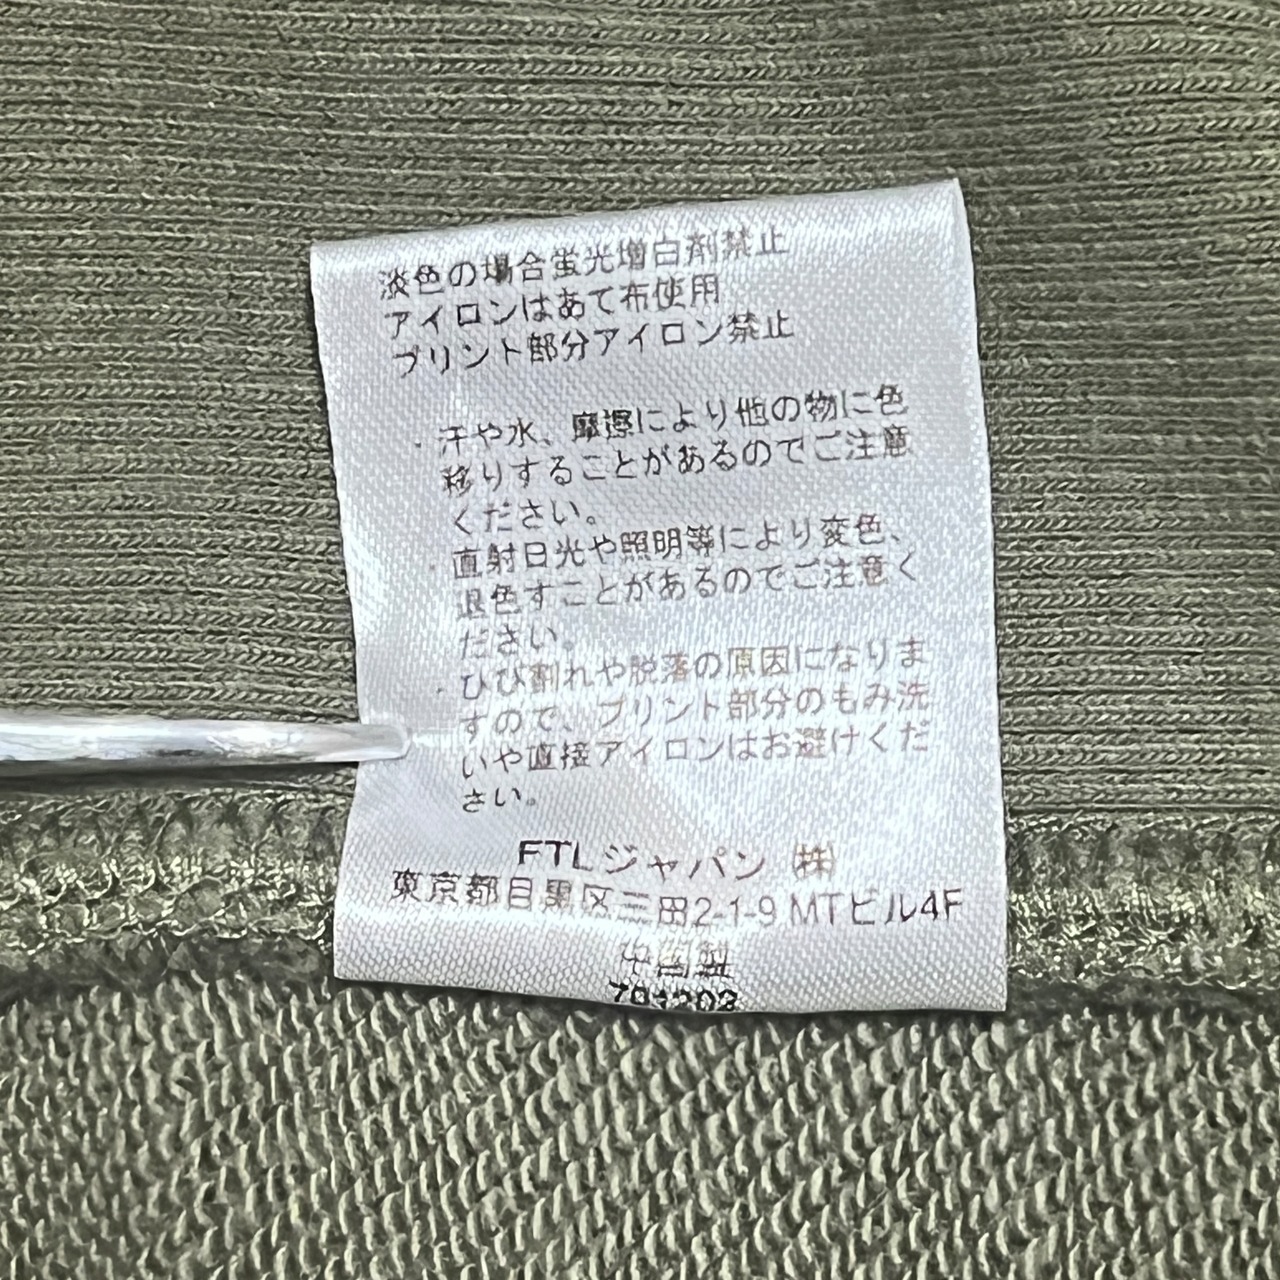 淡色の場合蛍光増白剤禁止
アイロンはあて布使用
プリント部分アイロン禁止
・汗や水、摩擦により他の物に色
移りすることがあるのでご注意
ください。
・直射日光や照明等により変色、
退色すことがあるのでご注意く
ださい。
・ひび割れや脱落の原因になりま
すので、プリント部分のもみ洗
いや直接アイロンはお避けくだ
さい。
FTLジャパン㈱
東京都目黒区三田2-1-9 MTビル4F
中国製